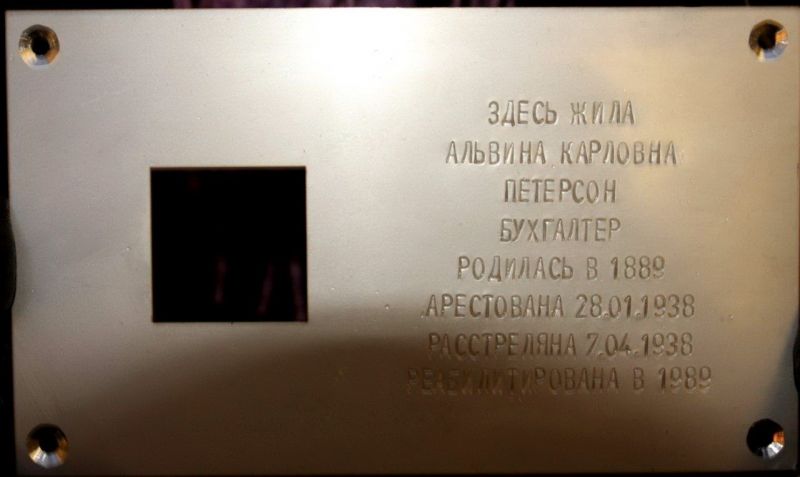 ЗДЕСЬ ЖИЛА
АЛЬВИНА КАРЛОВНА
ПЕТЕРСОН
БУХГАЛТЕР
РОДИЛАСЬ В 1889
АРЕСТОВАНА 28.01.1938
РАССТРЕЛЯНА 7.04.1938
РЕАБИЛИТИРОВАНА В 1989